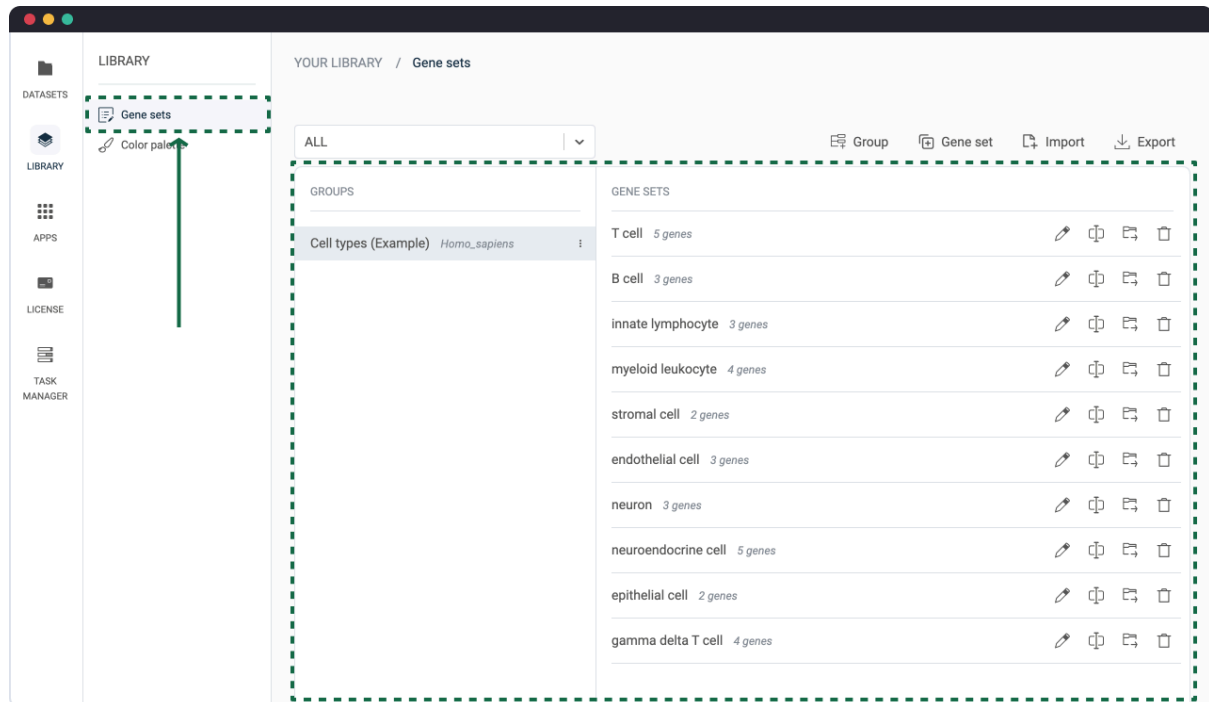 DATASETS
LIBRARY
APPS
LICENSE
TASK
MANAGER
LIBRARY
Gene sets
Color palette
YOUR LIBRARY / Gene sets
ALL
Group
Gene set
Import
Export
GROUPS
Cell types (Example) Homo_sapiens
GENE SETS
T cell 5 genes
B cell 3 genes
innate lymphocyte 3 genes
myeloid leukocyte 4 genes
stromal cell 2 genes
endothelial cell 3 genes
neuron 3 genes
neuroendocrine cell 5 genes
epithelial cell 2 genes
gamma delta T cell 4 genes